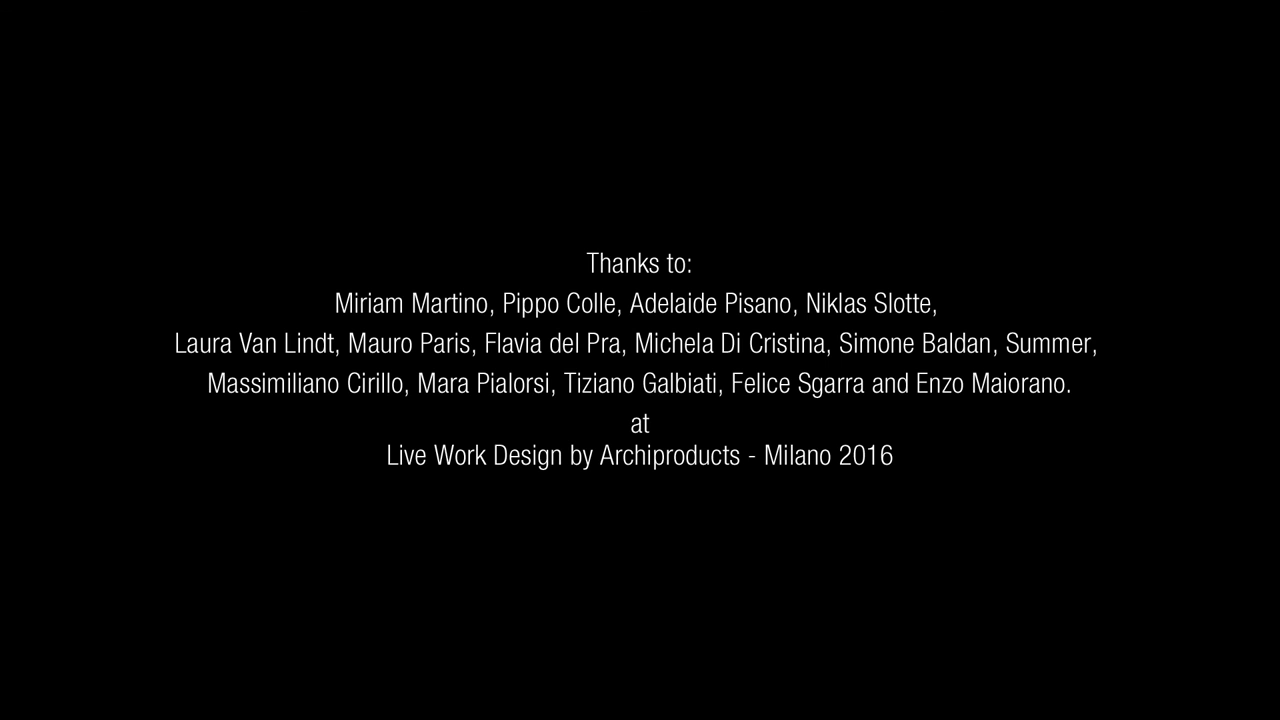 Thanks to:
Miriam Martino, Pippo Colle, Adelaide Pisano, Niklas Slotte,
Laura Van Lindt, Mauro Paris, Flavia del Pra, Michela Di Cristina, Simone Baldan, Summer,
Massimiliano Cirillo, Mara Pialorsi, Tiziano Galbiati, Felice Sgarra and Enzo Maiorano.
at
Live Work Design by Archiproducts - Milano 2016